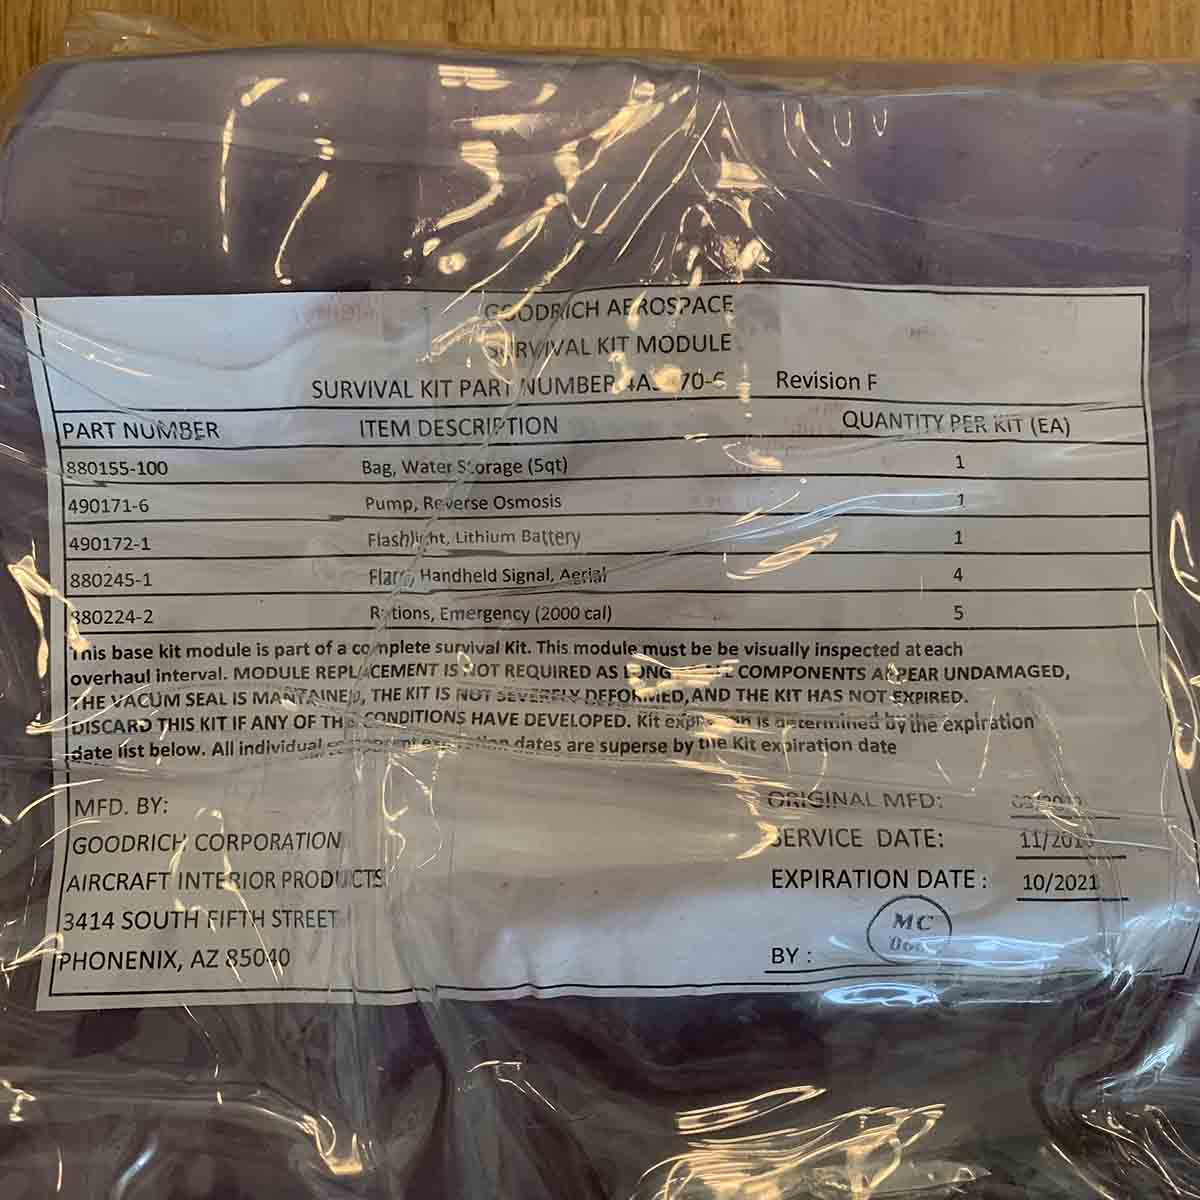 GOODRICH AEROSPACE
SURVIVAL KIT MODULE
SURVIVAL KIT PART NUMBER Revision F
PART NUMBER ITEM DESCRIPTION QUANTITY PER KIT (EA)
880155-100 Bag, Water Storage (5qt) 1
490171-6 Pump, Reverse Osmosis 1
490172-1 Flashlight, Lithium Battery 1
880245-1 Flare, Handheld Signal, Aerial 4
880224-2 Rations, Emergency (2000 cal) 5
This base kit module is part of a complete survival Kit. This module must be be visually inspected at each
overhaul interval. MODULE REPLACEMENT IS NOT REQUIRED AS LONG COMPONENTS APPEAR UNDAMAGED,
THE VACUM SEAL IS MANTAINED, THE KIT IS NOT SEVERELY DEFORMED, AND THE KIT HAS NOT EXPIRED.
DISCARD THIS KIT IF ANY OF THE CONDITIONS HAVE DEVELOPED. Kit expiration is determined by the expiration
date list below. All individual component expiration dates are superse by the Kit expiration date
MFD. BY:
GOODRICH CORPORATION
AIRCRAFT INTERIOR PRODUCTS
3414 SOUTH FIFTH STREET
PHONENIX, AZ 85040
ORIGINAL MFD:
SERVICE DATE:
EXPIRATION DATE : 10/2021
MC
BY :